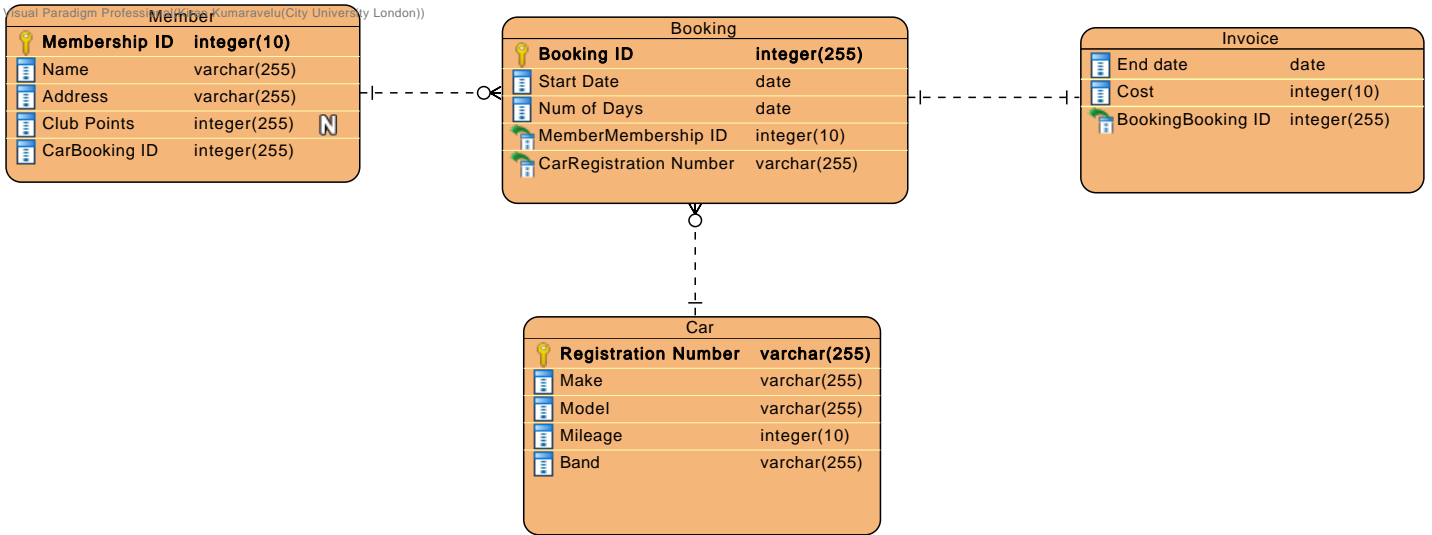 Visual Paradigm Professional(Kiran Kumaravelu(City University London))
Member
Membership ID integer(10)
Name varchar(255)
Address varchar(255)
Club Points integer(255) N
CarBooking ID integer(255)
Booking
Booking ID integer(255)
Start Date date
Num of Days date
MemberMembership ID integer(10)
CarRegistration Number varchar(255)
Invoice
End date date
Cost integer(10)
BookingBooking ID integer(255)
Car
Registration Number varchar(255)
Make varchar(255)
Model varchar(255)
Mileage integer(10)
Band varchar(255)